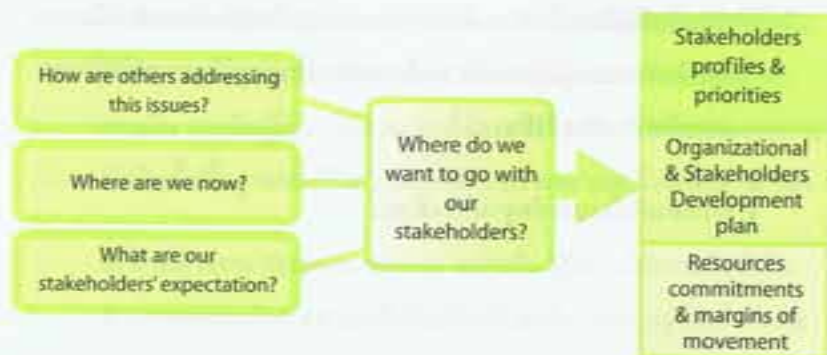 How are others addressing
this issues?
Where are we now?
What are our
stakeholders' expectation?
Where do we
want to go with
our
stakeholders?
Stakeholders
profiles &
priorities
Organizational
& Stakeholders
Development
plan
Resources
commitments
& margins of
movement